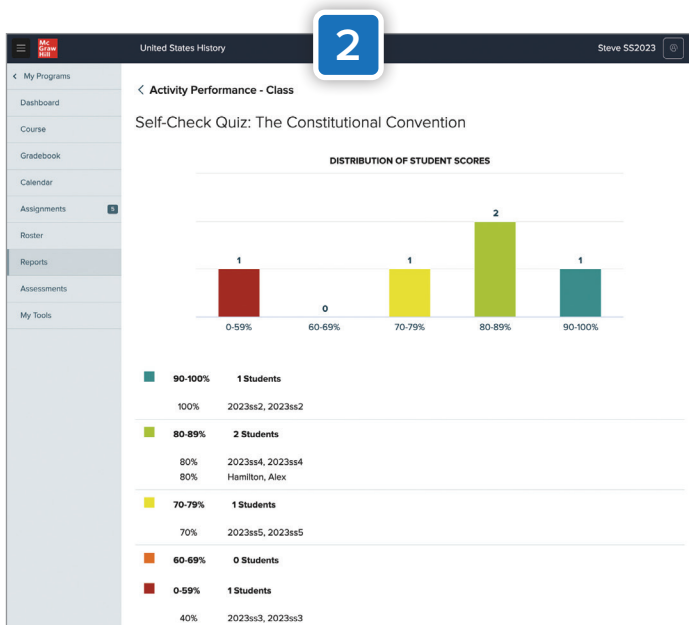 2
Mc
Graw
Hill
United States History
Steve SS2023
< My Programs
Dashboard
Course
Gradebook
Calendar
Assignments 5
Roster
Reports
Assessments
My Tools
< Activity Performance - Class
Self-Check Quiz: The Constitutional Convention
DISTRIBUTION OF STUDENT SCORES
1 0 1 2 1
0-59% 60-69% 70-79% 80-89% 90-100%
90-100% 1 Students
100% 2023ss2, 2023ss2
80-89% 2 Students
80% 2023ss4, 2023ss4
80% Hamilton, Alex
70-79% 1 Students
70% 2023ss5, 2023ss5
60-69% 0 Students
0-59% 1 Students
40% 2023ss3, 2023ss3